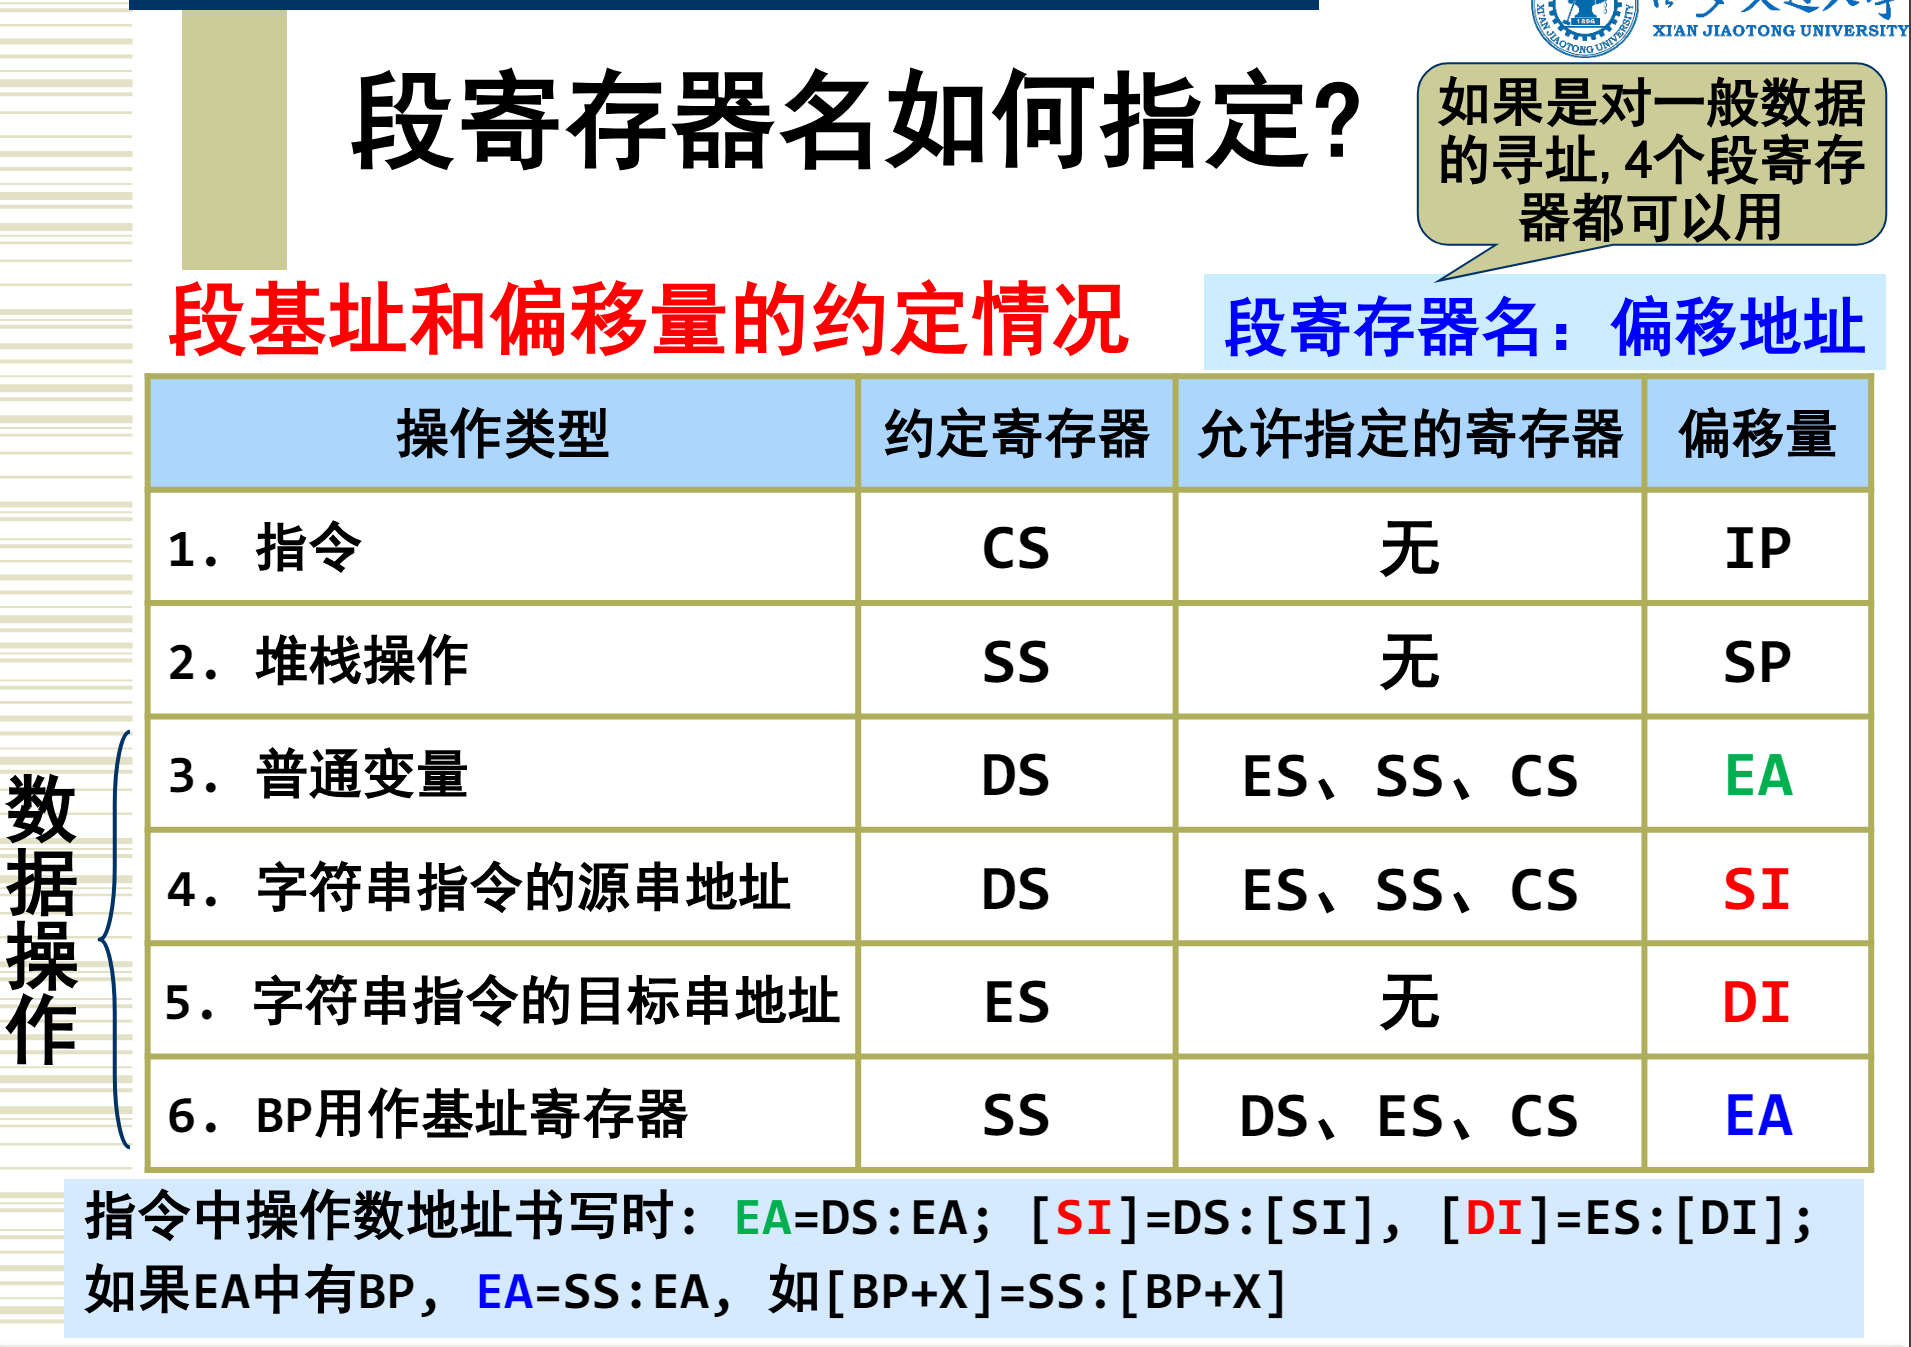 XI'AN JIAOTONG UNIVERSITY
XI'AN JIAOTONG UNIVERSITY
1896
段寄存器名如何指定?
如果是对一般数据
的寻址,4个段寄存
器都可以用
段基址和偏移量的约定情况
段寄存器名：偏移地址
操作类型 约定寄存器 允许指定的寄存器 偏移量
1. 指令 CS 无 IP
2. 堆栈操作 SS 无 SP
3. 普通变量 DS ES、SS、CS EA
4. 字符串指令的源串地址 DS ES、SS、CS SI
5. 字符串指令的目标串地址 ES 无 DI
6. BP用作基址寄存器 SS DS、ES、CS EA
数据操作
指令中操作数地址书写时：EA=DS:EA; [SI]=DS:[SI], [DI]=ES:[DI];
如果EA中有BP, EA=SS:EA, 如[BP+X]=SS:[BP+X]